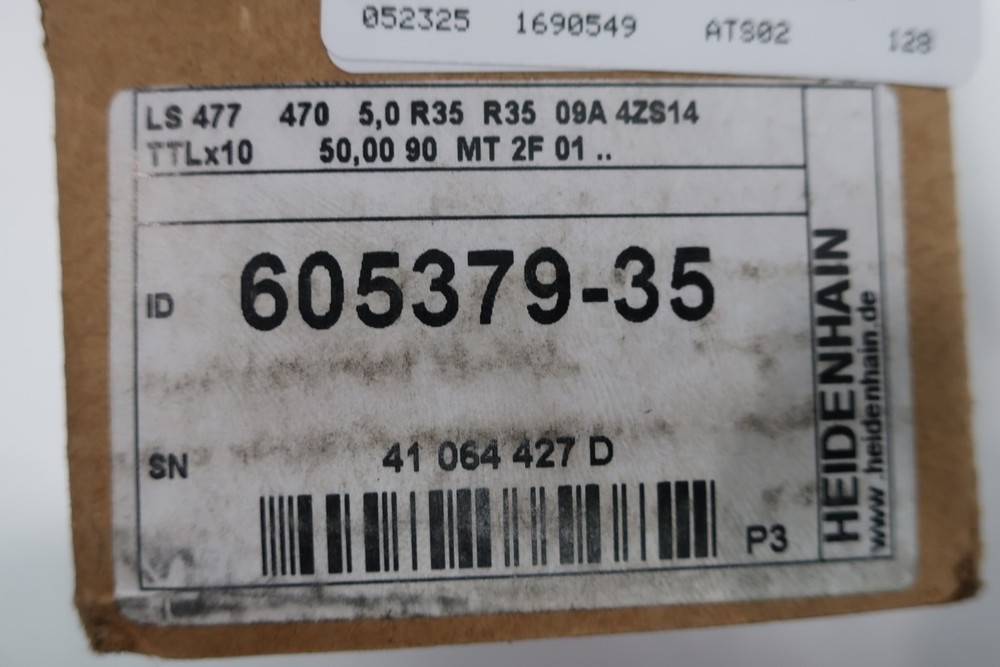 052325 1690549 ATS02 128
LS 477 470 5,0 R35 R35 09A 4ZS14
TTLx10 50,00 90 MT 2F 01 ..
ID 605379-35
SN 41 064 427 D
P3
HEIDENHAIN
www.heidenhain.de